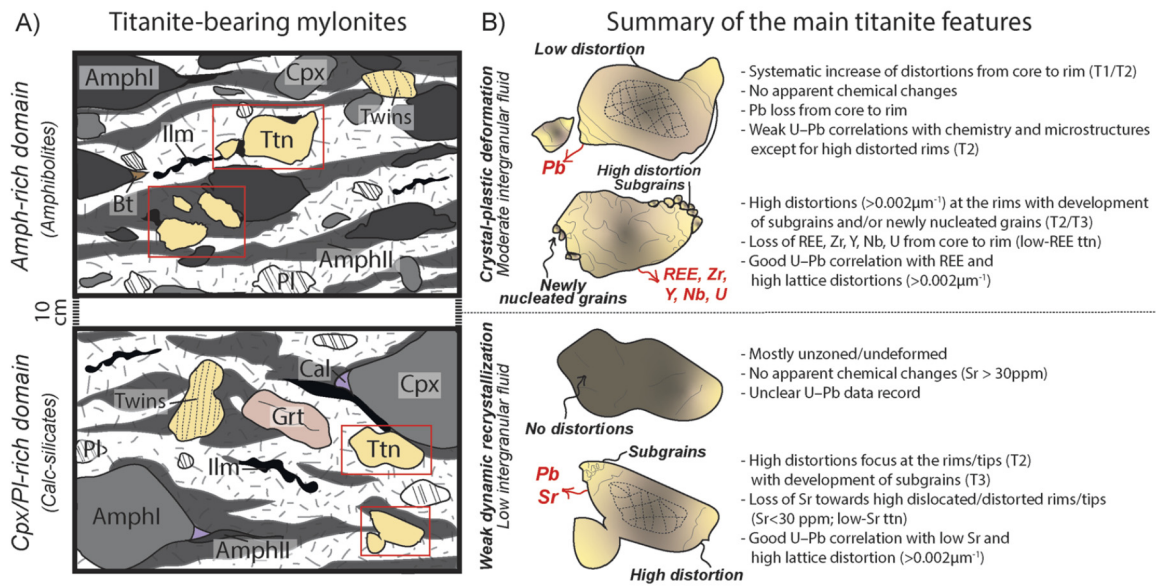 A) Titanite-bearing mylonites
Amph-rich domain
(Amphibolites)
AmphI
Cpx
Twins
Ilm
Ttn
Bt
AmphII
Pl
10 cm
Cpx/Pl-rich domain
(Calc-silicates)
Cal
Cpx
Twins
Grt
Ttn
Pl
Ilm
AmphI
AmphII
B) Summary of the main titanite features
Crystal-plastic deformation
Moderate intergranular fluid
Low distortion
Pb
High distortion
Subgrains
Newly
nucleated grains
REE, Zr,
Y, Nb, U
- Systematic increase of distortions from core to rim (T1/T2)
- No apparent chemical changes
- Pb loss from core to rim
- Weak U–Pb correlations with chemistry and microstructures
except for high distorted rims (T2)
- High distortions (>0.002µm⁻¹) at the rims with development
of subgrains and/or newly nucleated grains (T2/T3)
- Loss of REE, Zr, Y, Nb, U from core to rim (low-REE ttn)
- Good U–Pb correlation with REE and
high lattice distortions (>0.002µm⁻¹)
Weak dynamic recrystallization
Low intergranular fluid
No distortions
Subgrains
Pb
Sr
High distortion
- Mostly unzoned/undeformed
- No apparent chemical changes (Sr > 30ppm)
- Unclear U–Pb data record
- High distortions focus at the rims/tips (T2)
with development of subgrains (T3)
- Loss of Sr towards high dislocated/distorted rims/tips
(Sr<30 ppm; low-Sr ttn)
- Good U–Pb correlation with low Sr and
high lattice distortion (>0.002µm⁻¹)